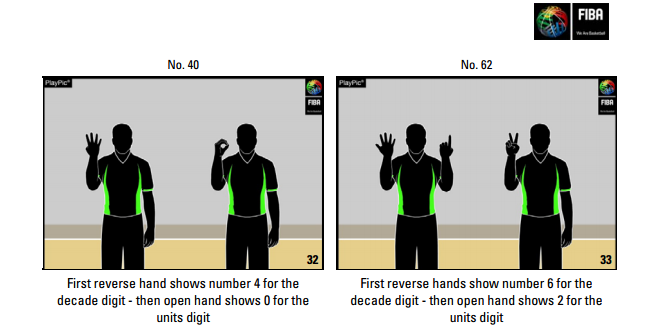 FIBA
We Are Basketball
No. 40
No. 62
PlayPic®
FIBA
32
PlayPic®
FIBA
33
First reverse hand shows number 4 for the
decade digit - then open hand shows 0 for the
units digit
First reverse hands show number 6 for the
decade digit - then open hand shows 2 for the
units digit